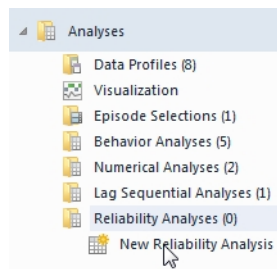 Analyses
Data Profiles (8)
Visualization
Episode Selections (1)
Behavior Analyses (5)
Numerical Analyses (2)
Lag Sequential Analyses (1)
Reliability Analyses (0)
New Reliability Analysis